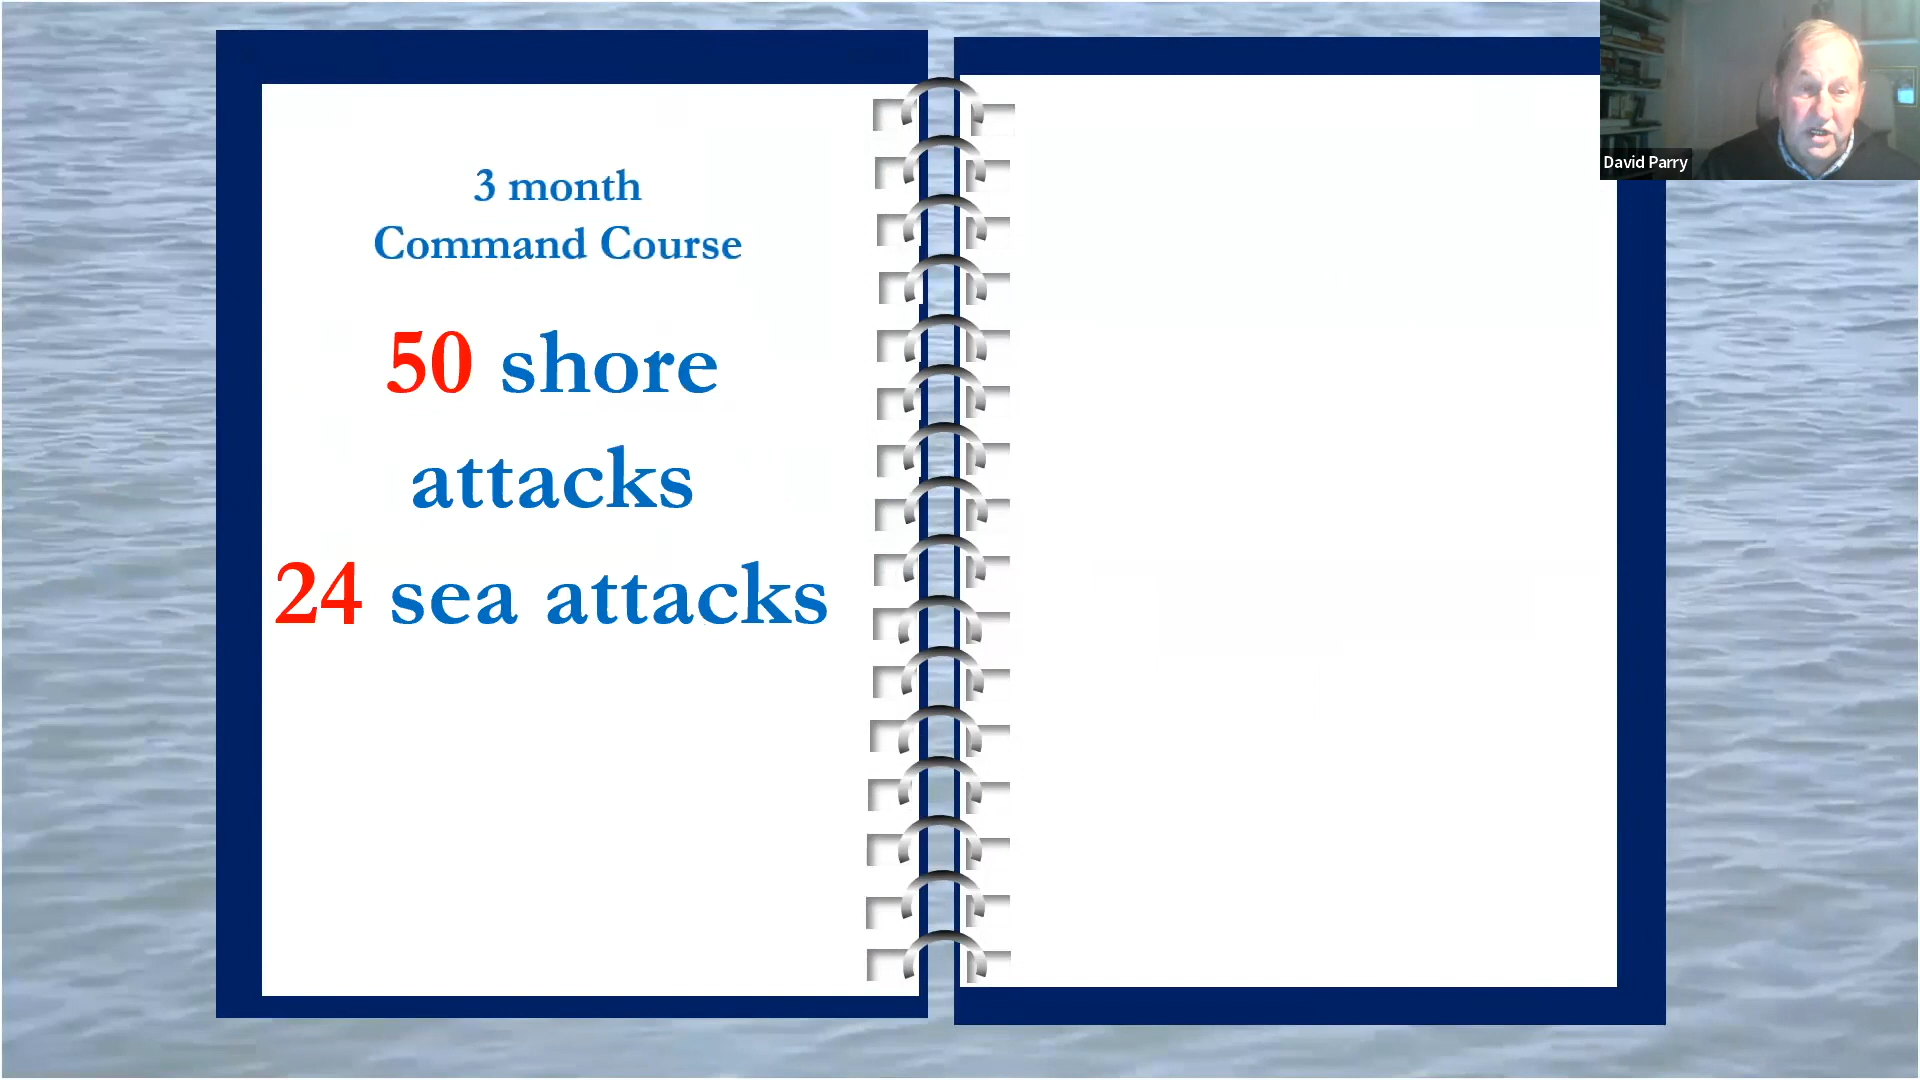 3 month
Command Course
50 shore
attacks
24 sea attacks
David Parry